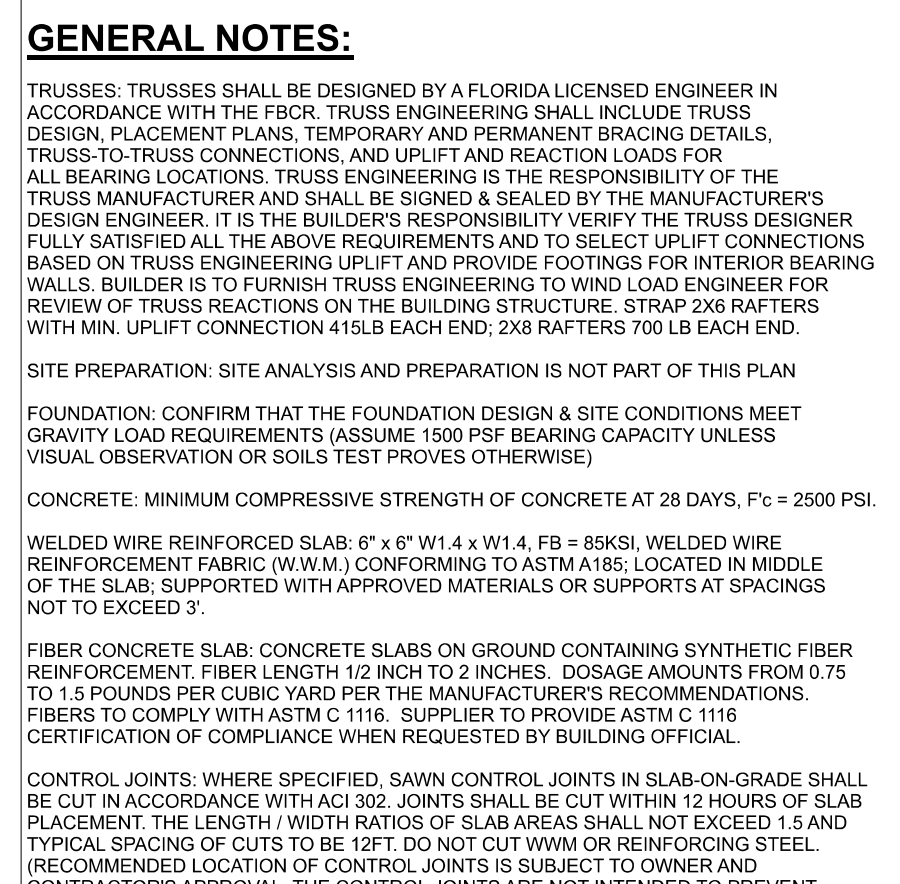 GENERAL NOTES:
TRUSSES: TRUSSES SHALL BE DESIGNED BY A FLORIDA LICENSED ENGINEER IN
ACCORDANCE WITH THE FBCR. TRUSS ENGINEERING SHALL INCLUDE TRUSS
DESIGN, PLACEMENT PLANS, TEMPORARY AND PERMANENT BRACING DETAILS,
TRUSS-TO-TRUSS CONNECTIONS, AND UPLIFT AND REACTION LOADS FOR
ALL BEARING LOCATIONS. TRUSS ENGINEERING IS THE RESPONSIBILITY OF THE
TRUSS MANUFACTURER AND SHALL BE SIGNED & SEALED BY THE MANUFACTURER'S
DESIGN ENGINEER. IT IS THE BUILDER'S RESPONSIBILITY VERIFY THE TRUSS DESIGNER
FULLY SATISFIED ALL THE ABOVE REQUIREMENTS AND TO SELECT UPLIFT CONNECTIONS
BASED ON TRUSS ENGINEERING UPLIFT AND PROVIDE FOOTINGS FOR INTERIOR BEARING
WALLS. BUILDER IS TO FURNISH TRUSS ENGINEERING TO WIND LOAD ENGINEER FOR
REVIEW OF TRUSS REACTIONS ON THE BUILDING STRUCTURE. STRAP 2X6 RAFTERS
WITH MIN. UPLIFT CONNECTION 415LB EACH END; 2X8 RAFTERS 700 LB EACH END.
SITE PREPARATION: SITE ANALYSIS AND PREPARATION IS NOT PART OF THIS PLAN
FOUNDATION: CONFIRM THAT THE FOUNDATION DESIGN & SITE CONDITIONS MEET
GRAVITY LOAD REQUIREMENTS (ASSUME 1500 PSF BEARING CAPACITY UNLESS
VISUAL OBSERVATION OR SOILS TEST PROVES OTHERWISE)
CONCRETE: MINIMUM COMPRESSIVE STRENGTH OF CONCRETE AT 28 DAYS, F'c = 2500 PSI.
WELDED WIRE REINFORCED SLAB: 6" x 6" W1.4 x W1.4, FB = 85KSI, WELDED WIRE
REINFORCEMENT FABRIC (W.W.M.) CONFORMING TO ASTM A185; LOCATED IN MIDDLE
OF THE SLAB; SUPPORTED WITH APPROVED MATERIALS OR SUPPORTS AT SPACINGS
NOT TO EXCEED 3'.
FIBER CONCRETE SLAB: CONCRETE SLABS ON GROUND CONTAINING SYNTHETIC FIBER
REINFORCEMENT. FIBER LENGTH 1/2 INCH TO 2 INCHES.  DOSAGE AMOUNTS FROM 0.75
TO 1.5 POUNDS PER CUBIC YARD PER THE MANUFACTURER'S RECOMMENDATIONS.
FIBERS TO COMPLY WITH ASTM C 1116.  SUPPLIER TO PROVIDE ASTM C 1116
CERTIFICATION OF COMPLIANCE WHEN REQUESTED BY BUILDING OFFICIAL.
CONTROL JOINTS: WHERE SPECIFIED, SAWN CONTROL JOINTS IN SLAB-ON-GRADE SHALL
BE CUT IN ACCORDANCE WITH ACI 302. JOINTS SHALL BE CUT WITHIN 12 HOURS OF SLAB
PLACEMENT. THE LENGTH / WIDTH RATIOS OF SLAB AREAS SHALL NOT EXCEED 1.5 AND
TYPICAL SPACING OF CUTS TO BE 12FT. DO NOT CUT WWM OR REINFORCING STEEL.
(RECOMMENDED LOCATION OF CONTROL JOINTS IS SUBJECT TO OWNER AND
CONTRACTOR'S APPROVAL. THE CONTROL JOINTS ARE NOT INTENDED TO PREVENT